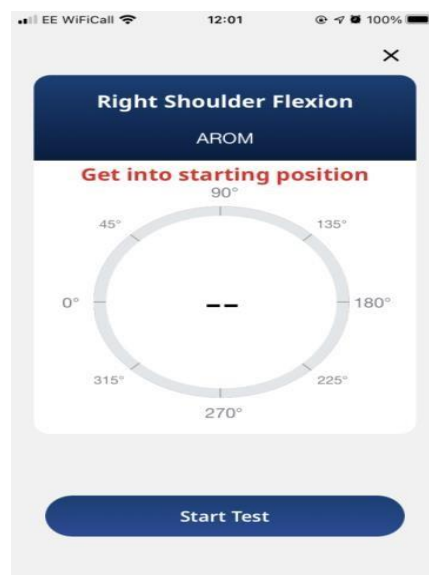 EE WiFiCall 12:01 100%
×
Right Shoulder Flexion
AROM
Get into starting position
90°
45° 135°
0° -- 180°
315° 225°
270°
Start Test